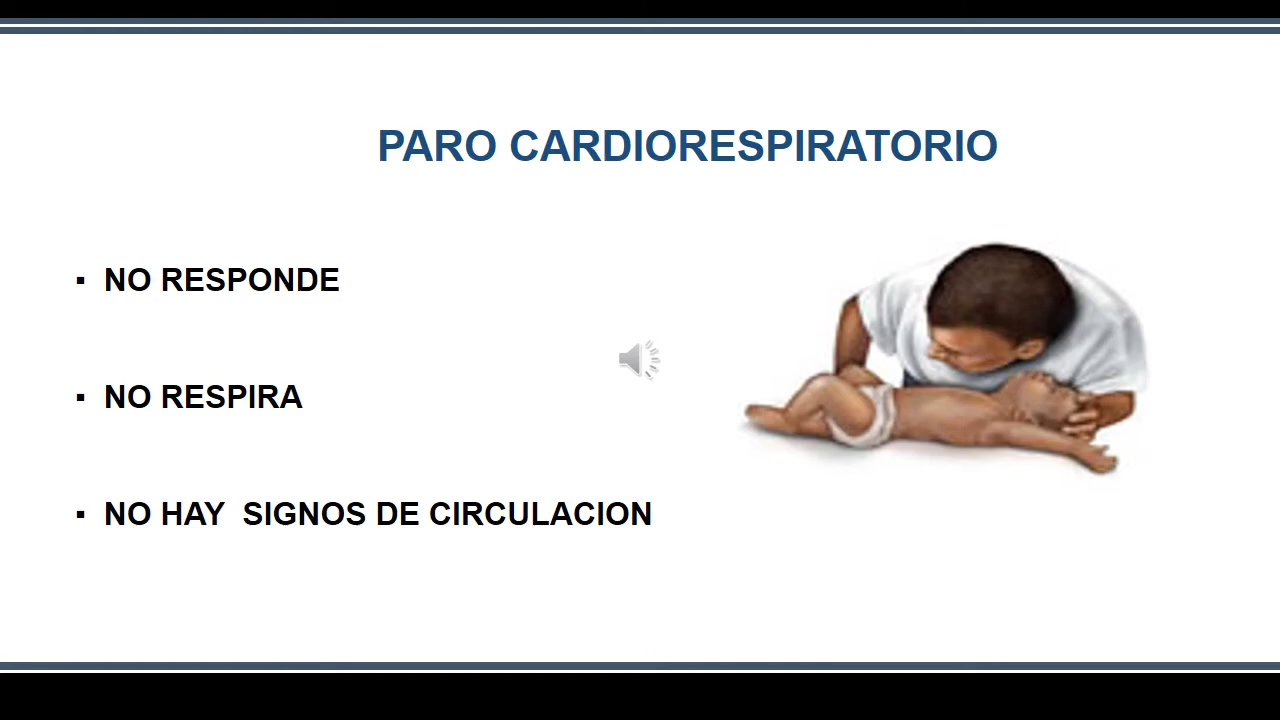 PARO CARDIORESPIRATORIO
▪ NO RESPONDE
▪ NO RESPIRA
▪ NO HAY  SIGNOS DE CIRCULACION